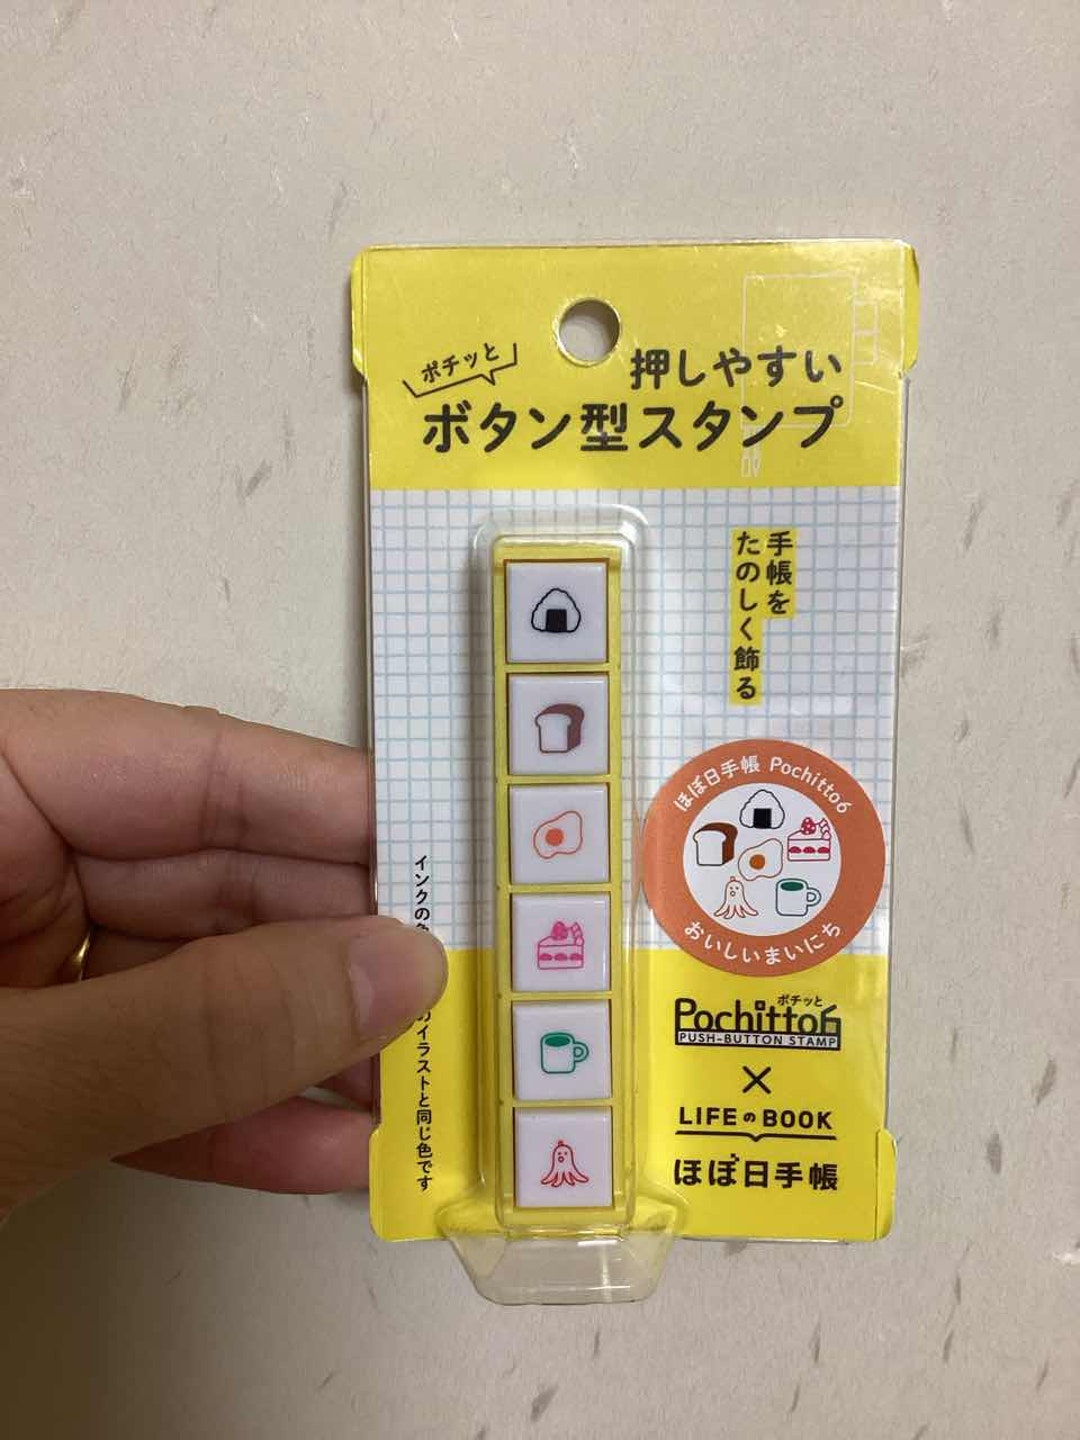 ポチッと
押しやすい
ボタン型スタンプ
手帳を
たのしく飾る
ほぼ日手帳 Pochitto6
おいしいまいにち
インクの
のイラストと同じ色です
ポチッと
Pochitto6
PUSH-BUTTON STAMP
×
LIFEのBOOK
ほぼ日手帳